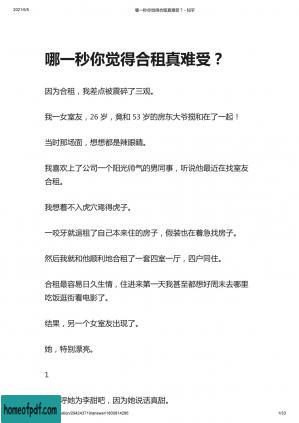 2021/6/6 哪一秒你觉得合租真难受？ - 知乎
哪一秒你觉得合租真难受？
因为合租，我差点被震碎了三观。
我一女室友，26 岁，竟和 53 岁的房东大爷搅和在了一起！
当时那场面，想想都是辣眼睛。
我喜欢上了公司一个阳光帅气的男同事，听说他最近在找室友
合租。
我想着不入虎穴焉得虎子。
一咬牙就退租了自己本来住的房子，假装也在着急找房子。
然后我就和他顺利地合租了一套四室一厅，四户同住。
合租最容易日久生情，住进来第一天我甚至都想好周末去哪里
吃饭逛街看电影了。
结果，另一个女室友出现了。
她，特别漂亮。
1
呼她为李甜吧，因为她说话真甜。
homeofpdf.com
1/33